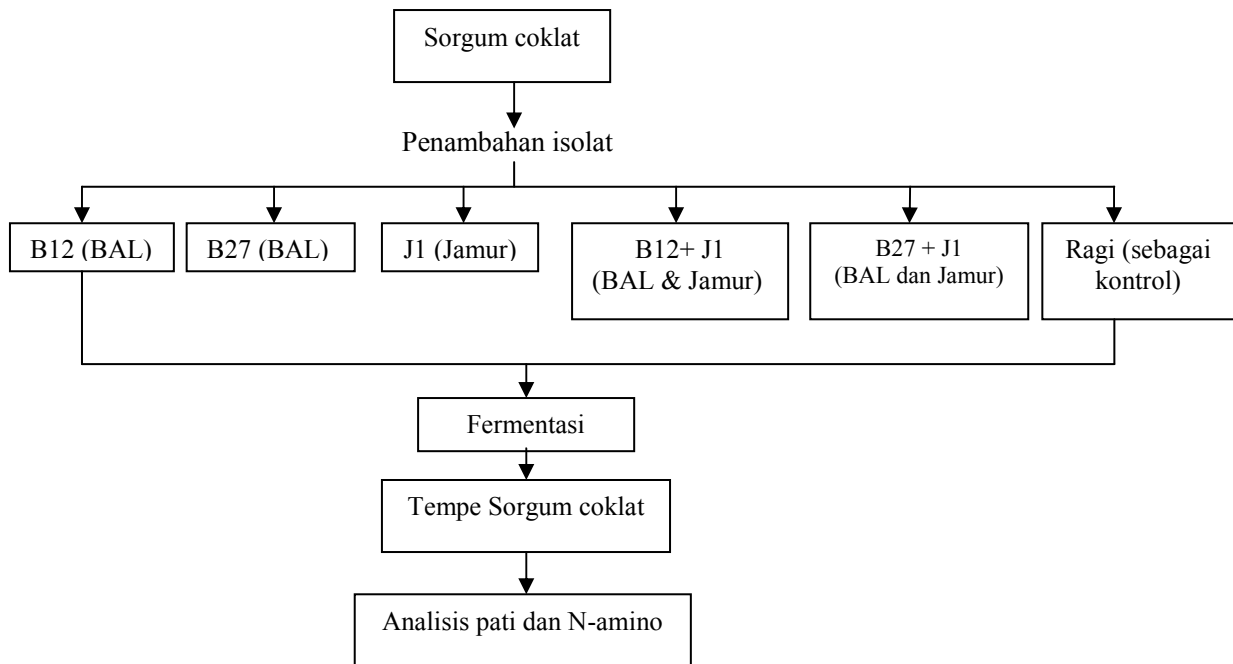 Sorgum coklat
Penambahan isolat
B12 (BAL)
B27 (BAL)
J1 (Jamur)
B12+ J1
(BAL & Jamur)
B27 + J1
(BAL dan Jamur)
Ragi (sebagai
kontrol)
Fermentasi
Tempe Sorgum coklat
Analisis pati dan N-amino